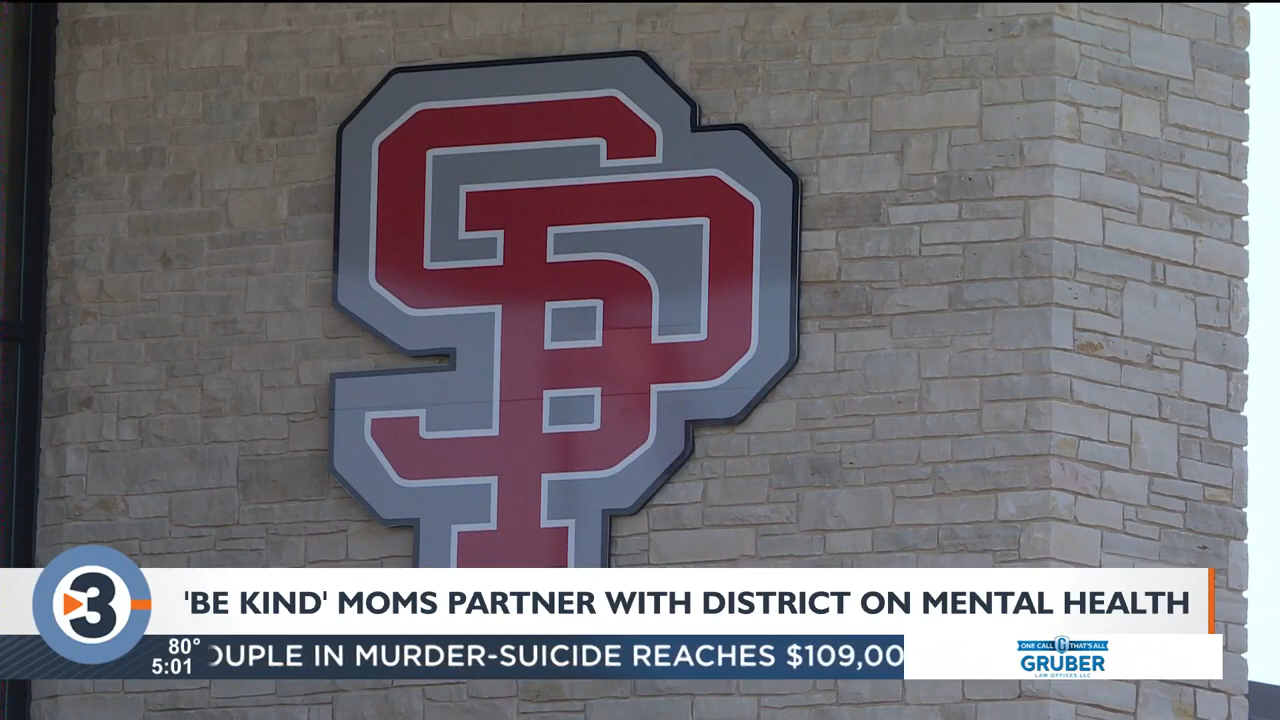 SP
'BE KIND' MOMS PARTNER WITH DISTRICT ON MENTAL HEALTH
3
80°
5:01
OUPLE IN MURDER-SUICIDE REACHES $109,00
ONE CALL G THAT'S ALL
GRUBER
LAW OFFICES LLC